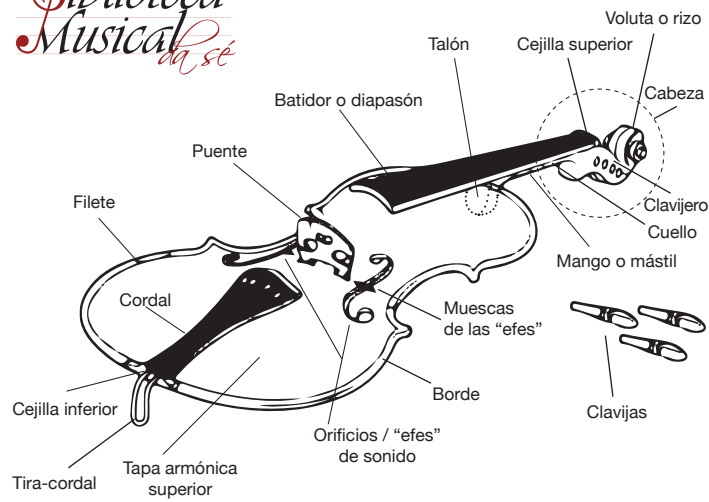 Biblioteca
Musical
da sé
Voluta o rizo
Talón
Cejilla superior
Cabeza
Batidor o diapasón
Puente
Clavijero
Filete
Cuello
Mango o mástil
Cordal
Muescas
de las “efes”
Borde
Cejilla inferior
Clavijas
Orificios / “efes”
de sonido
Tira-cordal
Tapa armónica
superior